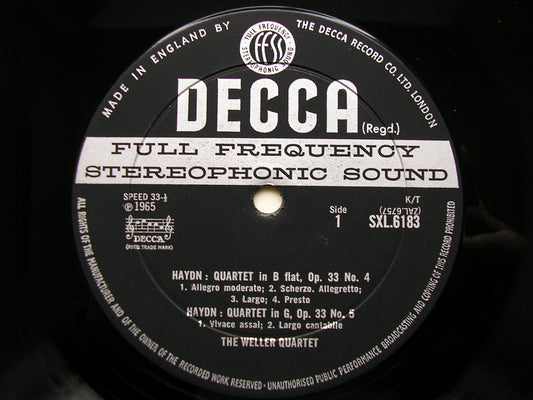 MADE IN ENGLAND BY
THE DECCA RECORD CO. LTD. LONDON
FULL FREQUENCY
FFSS
STEREOPHONIC SOUND
DECCA
(Regd.)
FULL FREQUENCY
STEREOPHONIC SOUND
SPEED 33⅓
Ⓟ 1965
DECCA
(REGD. TRADE MARK)
K/T
(ZAL.6757)
Side
1
SXL.6183
HAYDN : QUARTET in B flat, Op. 33 No. 4
1. Allegro moderato; 2. Scherzo. Allegretto;
3. Largo; 4. Presto
HAYDN : QUARTET in G, Op. 33 No. 5
1. Vivace assai; 2. Largo cantabile
THE WELLER QUARTET
ALL RIGHTS OF THE MANUFACTURER AND OF THE OWNER OF THE RECORDED WORK RESERVED · UNAUTHORISED PUBLIC PERFORMANCE BROADCASTING AND COPYING OF THIS RECORD PROHIBITED